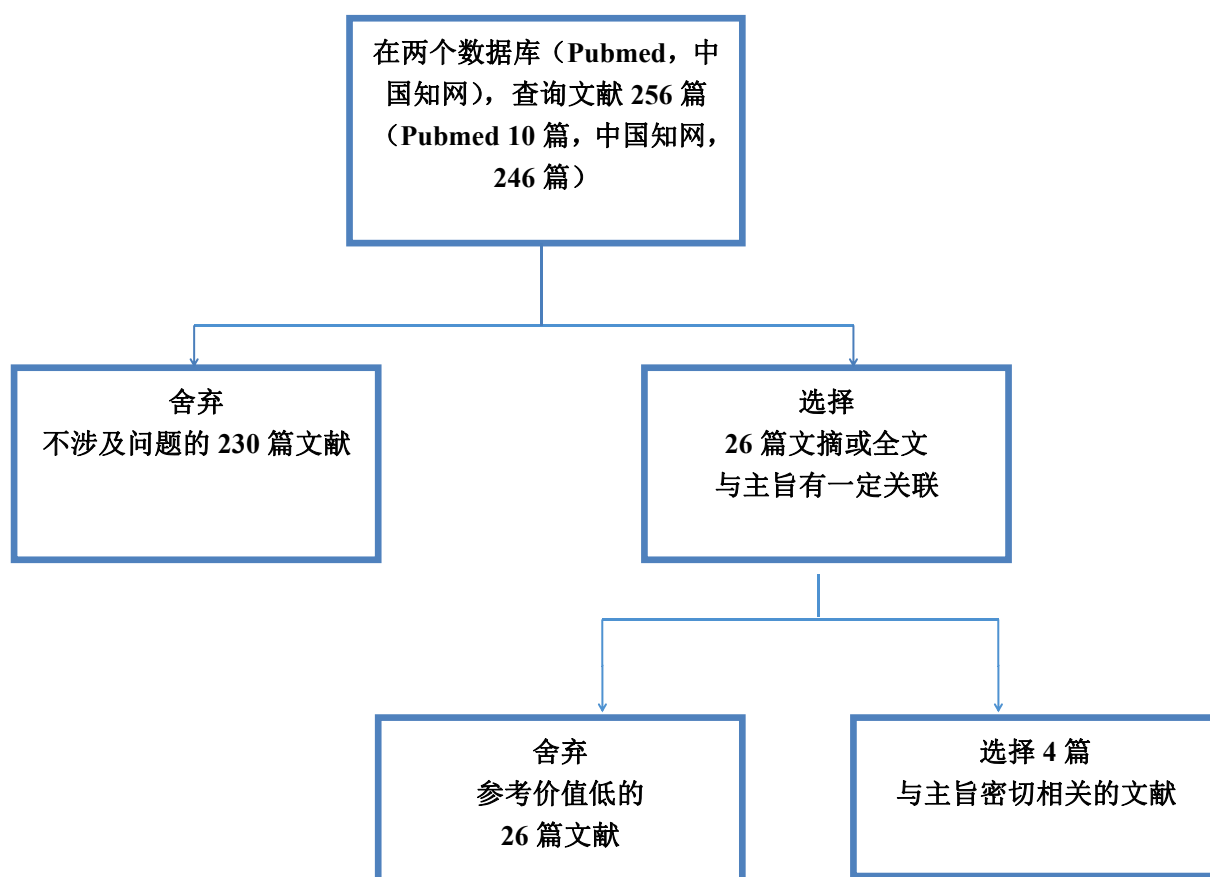 在两个数据库（Pubmed，中
国知网），查询文献 256 篇
（Pubmed 10 篇，中国知网，
246 篇）
舍弃
不涉及问题的 230 篇文献
选择
26 篇文摘或全文
与主旨有一定关联
舍弃
参考价值低的
26 篇文献
选择 4 篇
与主旨密切相关的文献